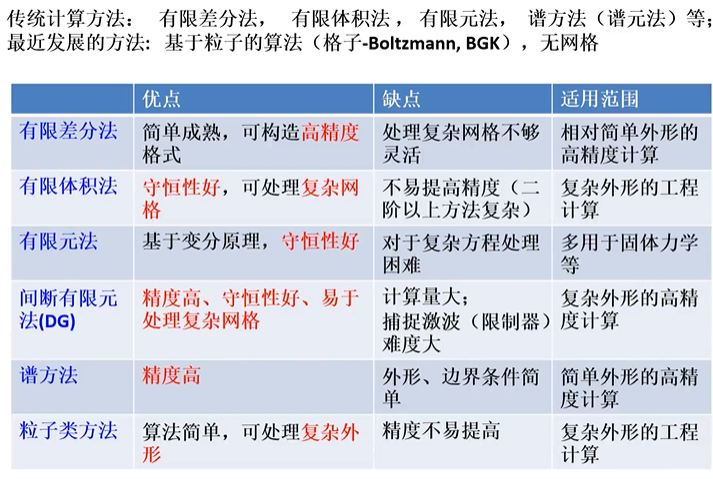 传统计算方法： 有限差分法， 有限体积法 ，有限元法， 谱方法（谱元法）等；
最近发展的方法: 基于粒子的算法（格子-Boltzmann, BGK），无网格
优点 缺点 适用范围
有限差分法 简单成熟，可构造高精度 处理复杂网格不够 相对简单外形的
格式 灵活 高精度计算
有限体积法 守恒性好，可处理复杂网 不易提高精度（二 复杂外形的工程
格 阶以上方法复杂） 计算
有限元法 基于变分原理，守恒性好 对于复杂方程处理 多用于固体力学
困难 等
间断有限元 精度高、守恒性好、易于 计算量大； 复杂外形的高精
法(DG) 处理复杂网格 捕捉激波（限制器） 度计算
难度大
谱方法 精度高 外形、边界条件简 简单外形的高精
单 度计算
粒子类方法 算法简单，可处理复杂外 精度不易提高 复杂外形的工程
形 计算